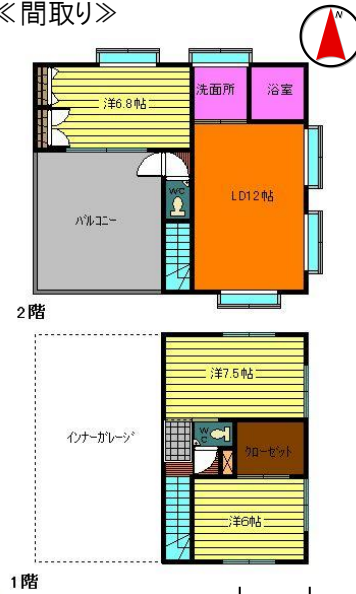 ≪間取り≫
N
洋6.8帖
洗面所
浴室
WC
LD12帖
バルコニー
2階
洋7.5帖
インナーガレージ
WC
クローゼット
洋6帖
1階